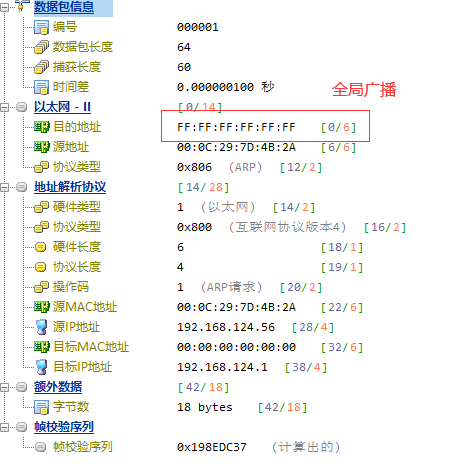 数据包信息
编号 000001
数据包长度 64
捕获长度 60
时间差 0.000000100 秒
全局广播
以太网 - II [0/14]
目的地址 FF:FF:FF:FF:FF:FF [0/6]
源地址 00:0C:29:7D:4B:2A [6/6]
协议类型 0x806 (ARP) [12/2]
地址解析协议 [14/28]
硬件类型 1 (以太网) [14/2]
协议类型 0x800 (互联网协议版本4) [16/2]
硬件长度 6 [18/1]
协议长度 4 [19/1]
操作码 1 (ARP请求) [20/2]
源MAC地址 00:0C:29:7D:4B:2A [22/6]
源IP地址 192.168.124.56 [28/4]
目标MAC地址 00:00:00:00:00:00 [32/6]
目标IP地址 192.168.124.1 [38/4]
额外数据 [42/18]
字节数 18 bytes [42/18]
帧校验序列
帧校验序列 0x198EDC37 (计算出的)